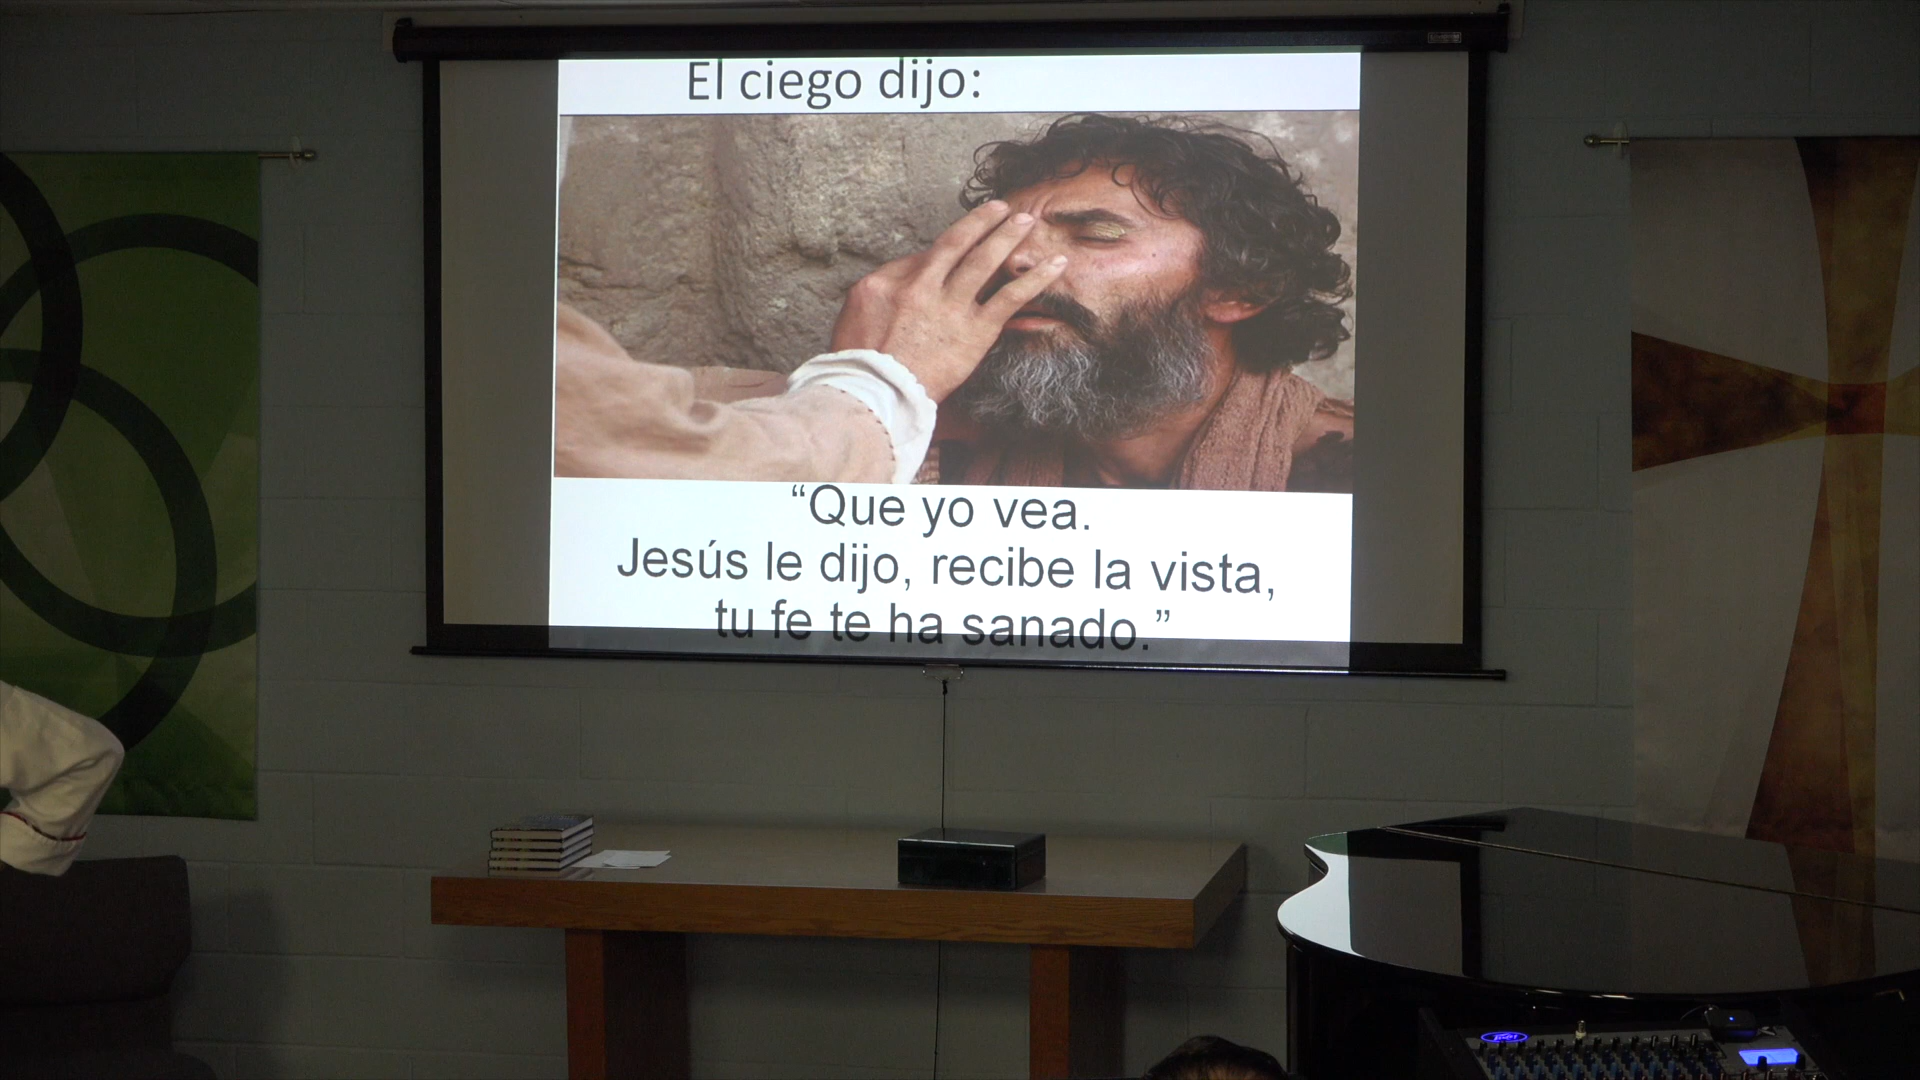 El ciego dijo:
“Que yo vea.
Jesús le dijo, recibe la vista,
tu fe te ha sanado.”